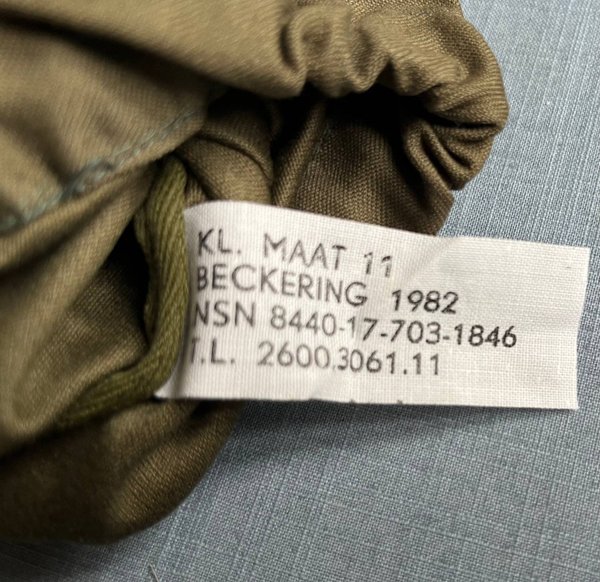 KL. MAAT 11
BECKERING 1982
NSN 8440-17-703-1846
T.L. 2600.3061.11